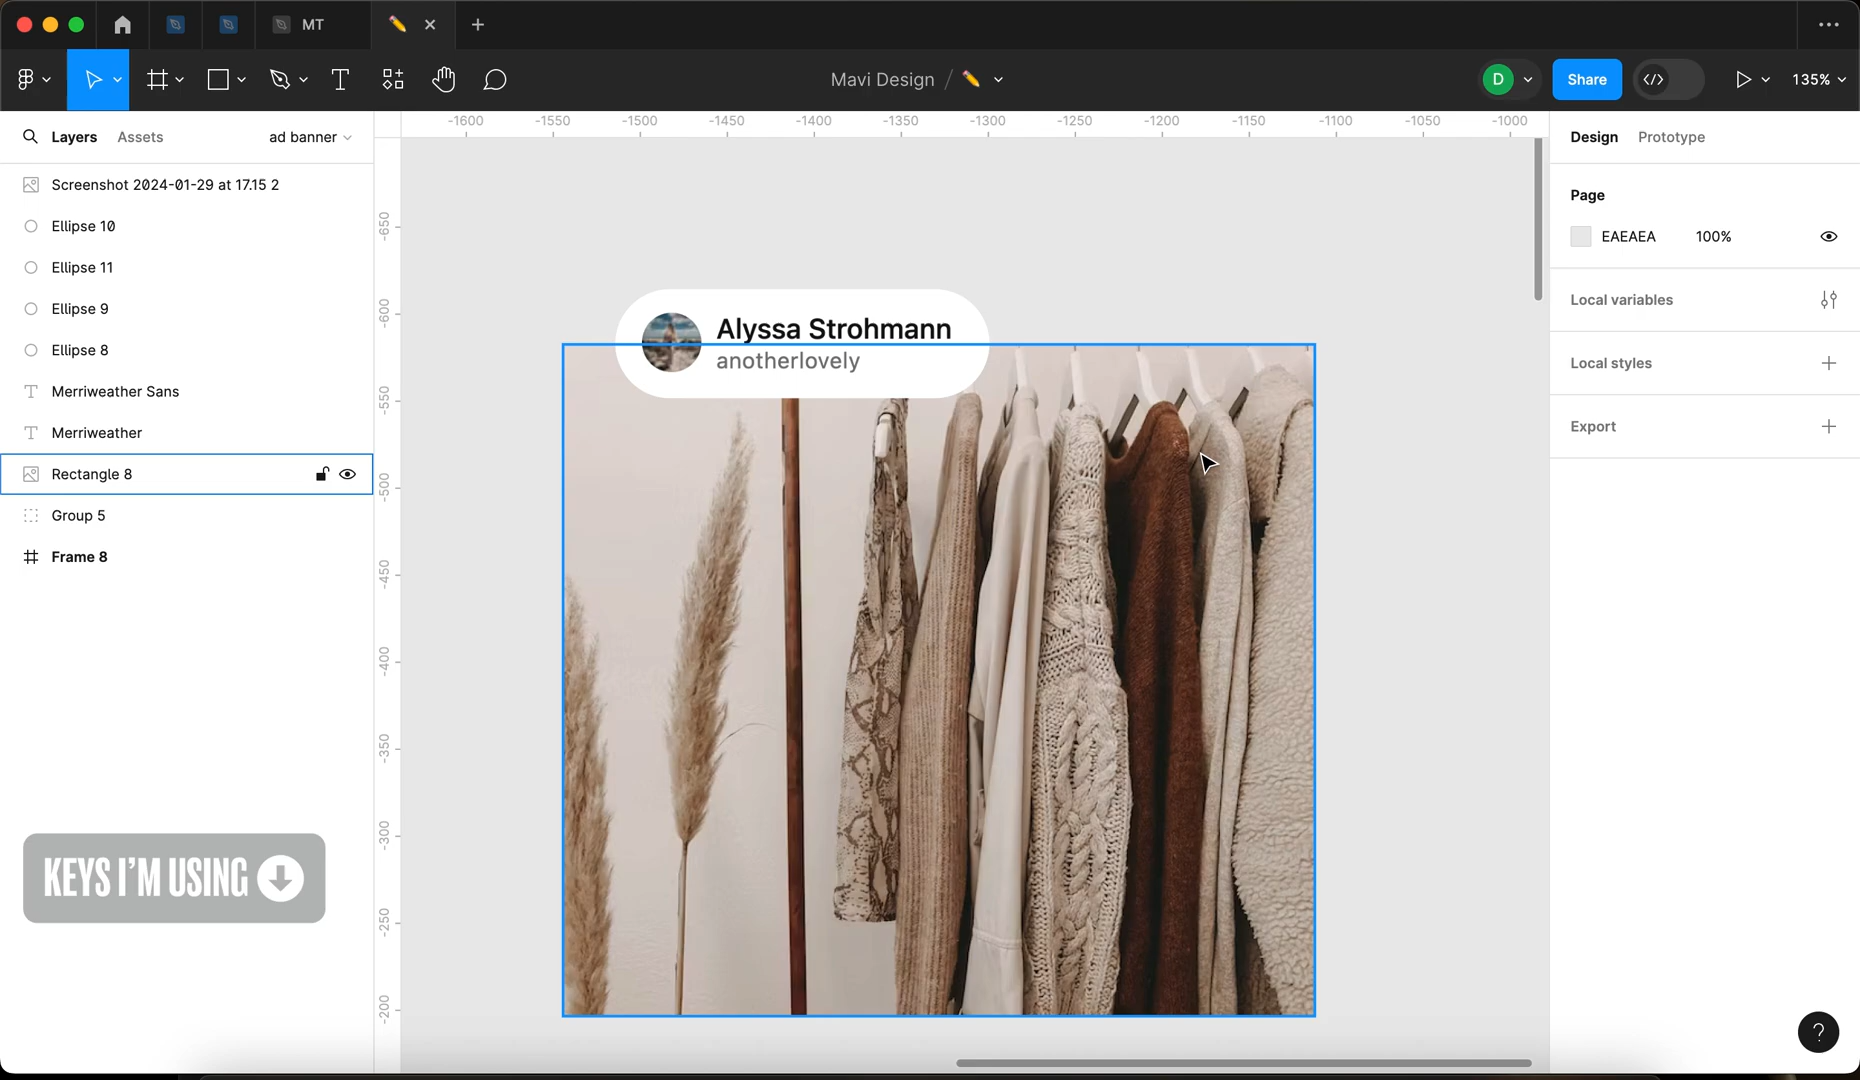 MT
Mavi Design / ✏️
D
Share
135%
Layers
Assets
ad banner
Design
Prototype
-1600
-1550
-1500
-1450
-1400
-1350
-1300
-1250
-1200
-1150
-1100
-1050
-1000
Screenshot 2024-01-29 at 17.15 2
Ellipse 10
Ellipse 11
Ellipse 9
Ellipse 8
Merriweather Sans
Merriweather
Rectangle 8
Group 5
Frame 8
KEYS I'M USING
-650
-600
-550
-500
-450
-400
-350
-300
-250
-200
Alyssa Strohmann
anotherlovely
Page
EAEAEA 100%
Local variables
Local styles
Export
?